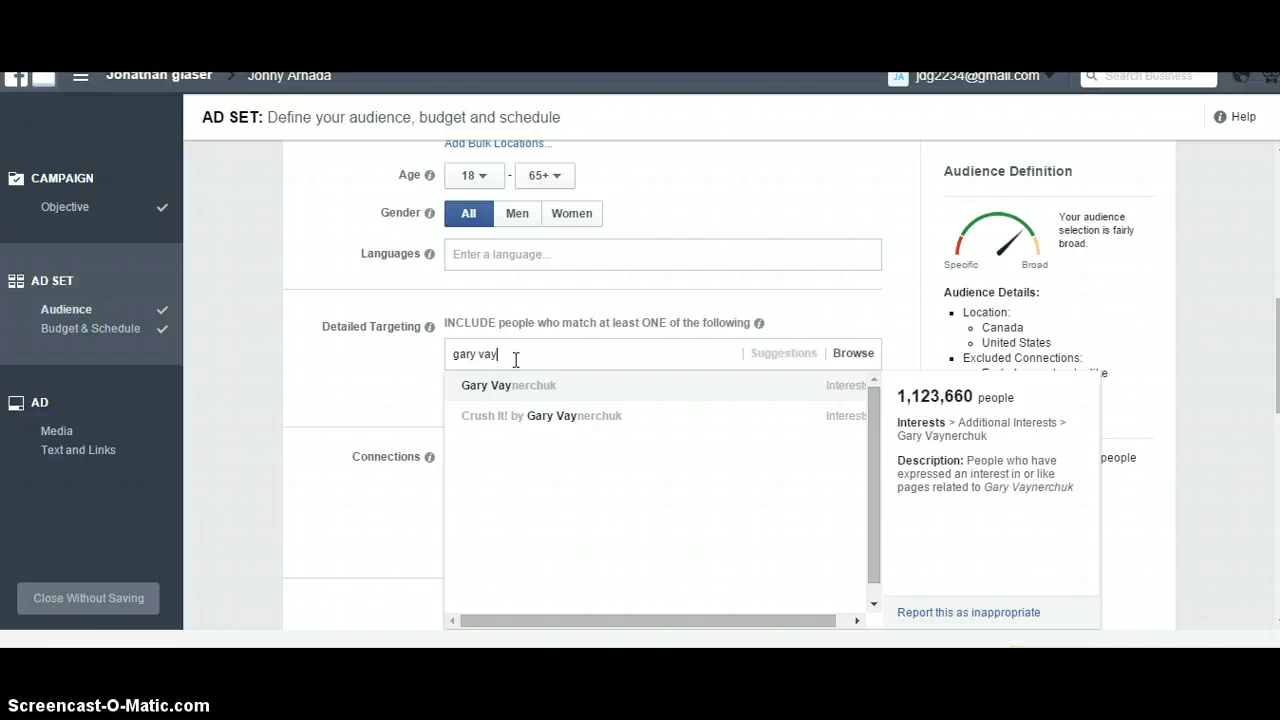 Jonathan glaser > Jonny Arhada
jdg2234@gmail.com
Search Business
AD SET: Define your audience, budget and schedule
Help
CAMPAIGN
Objective
AD SET
Audience
Budget & Schedule
AD
Media
Text and Links
Close Without Saving
Add Bulk Locations...
Age
18 - 65+
Gender
All Men Women
Languages
Enter a language...
Detailed Targeting
INCLUDE people who match at least ONE of the following
gary vay
Suggestions | Browse
Gary Vaynerchuk Interests
Crush It! by Gary Vaynerchuk Interests
Connections
1,123,660 people
Interests > Additional Interests >
Gary Vaynerchuk
Description: People who have
expressed an interest in or like
pages related to Gary Vaynerchuk
Report this as inappropriate
Audience Definition
Your audience
selection is fairly
broad.
Specific
Broad
Audience Details:
Location:
Canada
United States
Excluded Connections:
people
Screencast-O-Matic.com